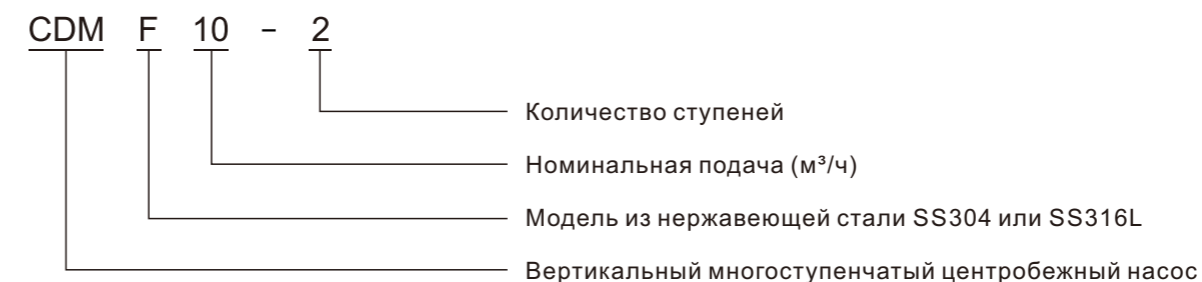 CDM F 10 - 2
Количество ступеней
Номинальная подача (м³/ч)
Модель из нержавеющей стали SS304 или SS316L
Вертикальный многоступенчатый центробежный насос